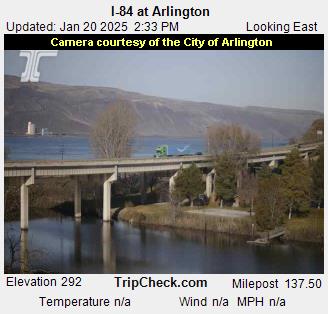 I-84 at Arlington
Updated: Jan 20 2025  2:33 PM Looking East
Camera courtesy of the City of Arlington
Elevation 292 TripCheck.com Milepost 137.50
Temperature n/a Wind n/a MPH n/a